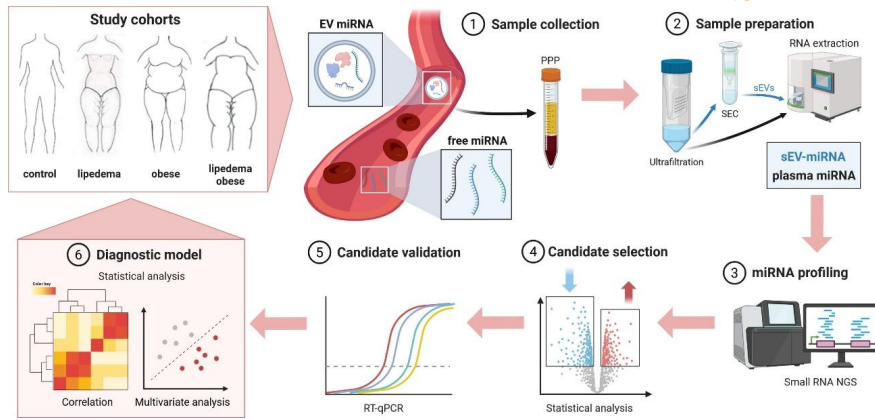 Study cohorts
control
lipedema
obese
lipedema
obese
EV miRNA
free miRNA
1 Sample collection
PPP
2 Sample preparation
RNA extraction
sEVs
SEC
Ultrafiltration
sEV-miRNA
plasma miRNA
3 miRNA profiling
Small RNA NGS
4 Candidate selection
Statistical analysis
5 Candidate validation
RT-qPCR
6 Diagnostic model
Statistical analysis
Color key
Correlation
Multivariate analysis